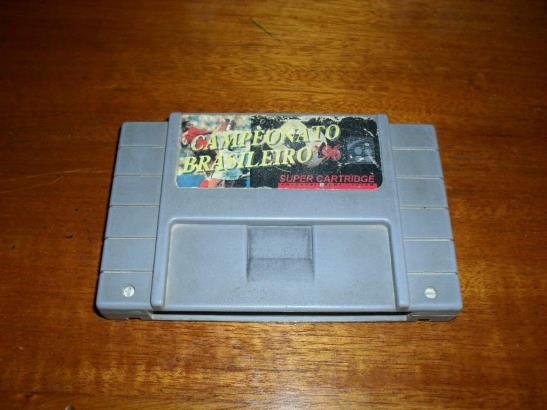 CAMPEONATO
BRASILEIRO '96
SUPER CARTRIDGE